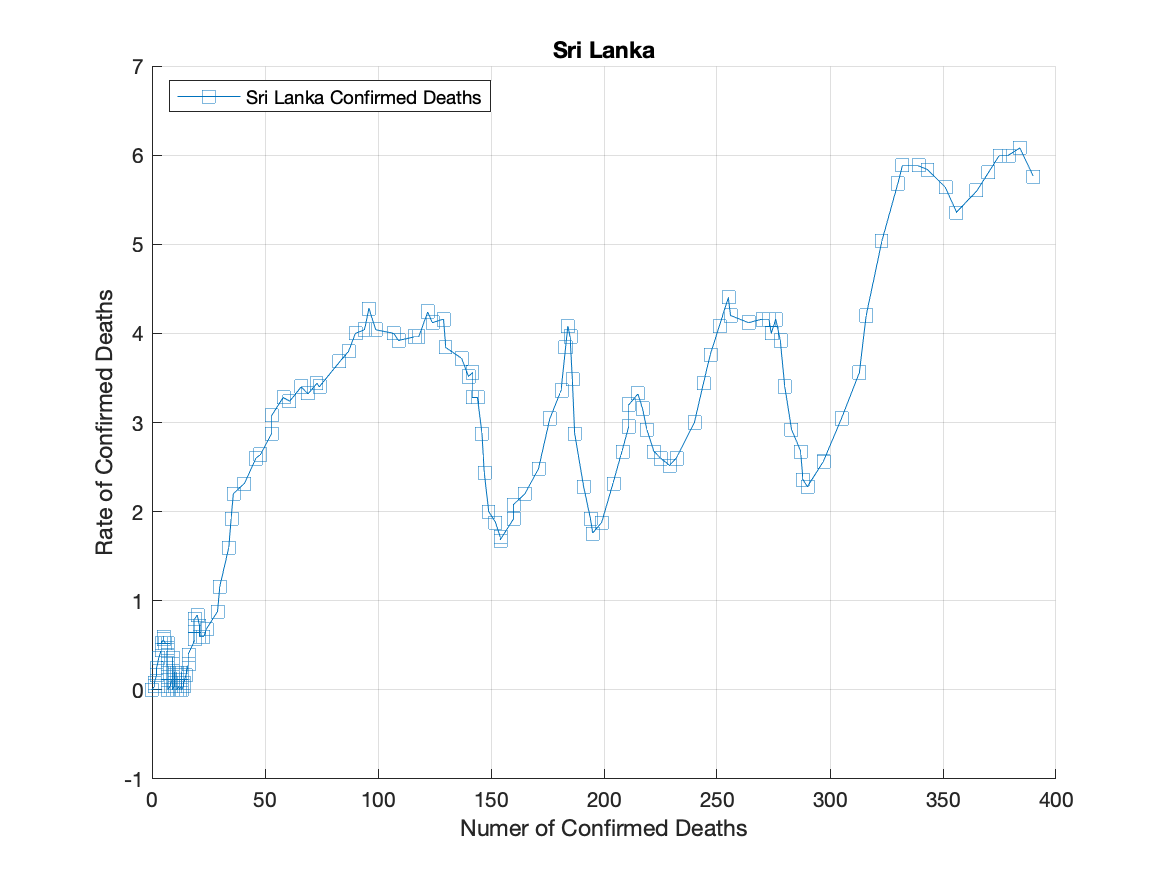 Sri Lanka
Sri Lanka Confirmed Deaths
Rate of Confirmed Deaths
7
6
5
4
3
2
1
0
-1
0 50 100 150 200 250 300 350 400
Numer of Confirmed Deaths